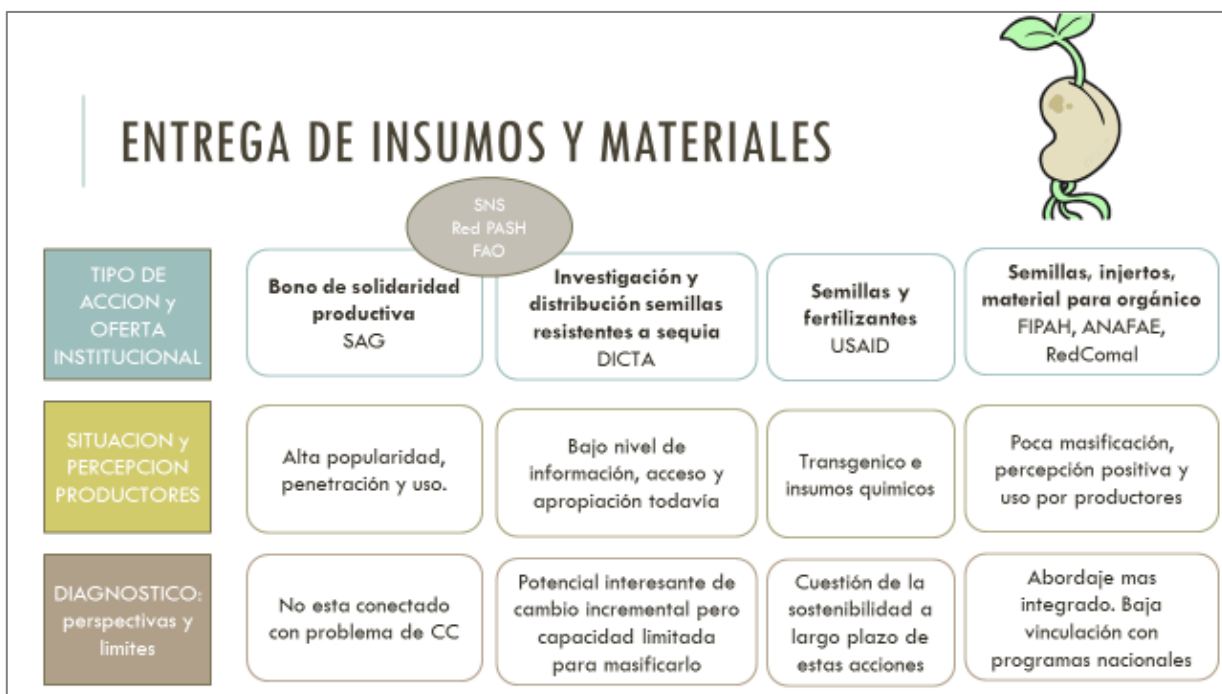 ENTREGA DE INSUMOS Y MATERIALES
SNS
Red PASH
FAO
TIPO DE
ACCION y
OFERTA
INSTITUCIONAL
Bono de solidaridad
productiva
SAG
Investigación y
distribución semillas
resistentes a sequia
DICTA
Semillas y
fertilizantes
USAID
Semillas, injertos,
material para orgánico
FIPAH, ANAFAE,
RedComal
SITUACION y
PERCEPCION
PRODUCTORES
Alta popularidad,
penetración y uso.
Bajo nivel de
información, acceso y
apropiación todavía
Transgenico e
insumos quimicos
Poca masificación,
percepción positiva y
uso por productores
DIAGNOSTICO:
perspectivas y
limites
No esta conectado
con problema de CC
Potencial interesante de
cambio incremental pero
capacidad limitada
para masificarlo
Cuestión de la
sostenibilidad a
largo plazo de
estas acciones
Abordaje mas
integrado. Baja
vinculación con
programas nacionales